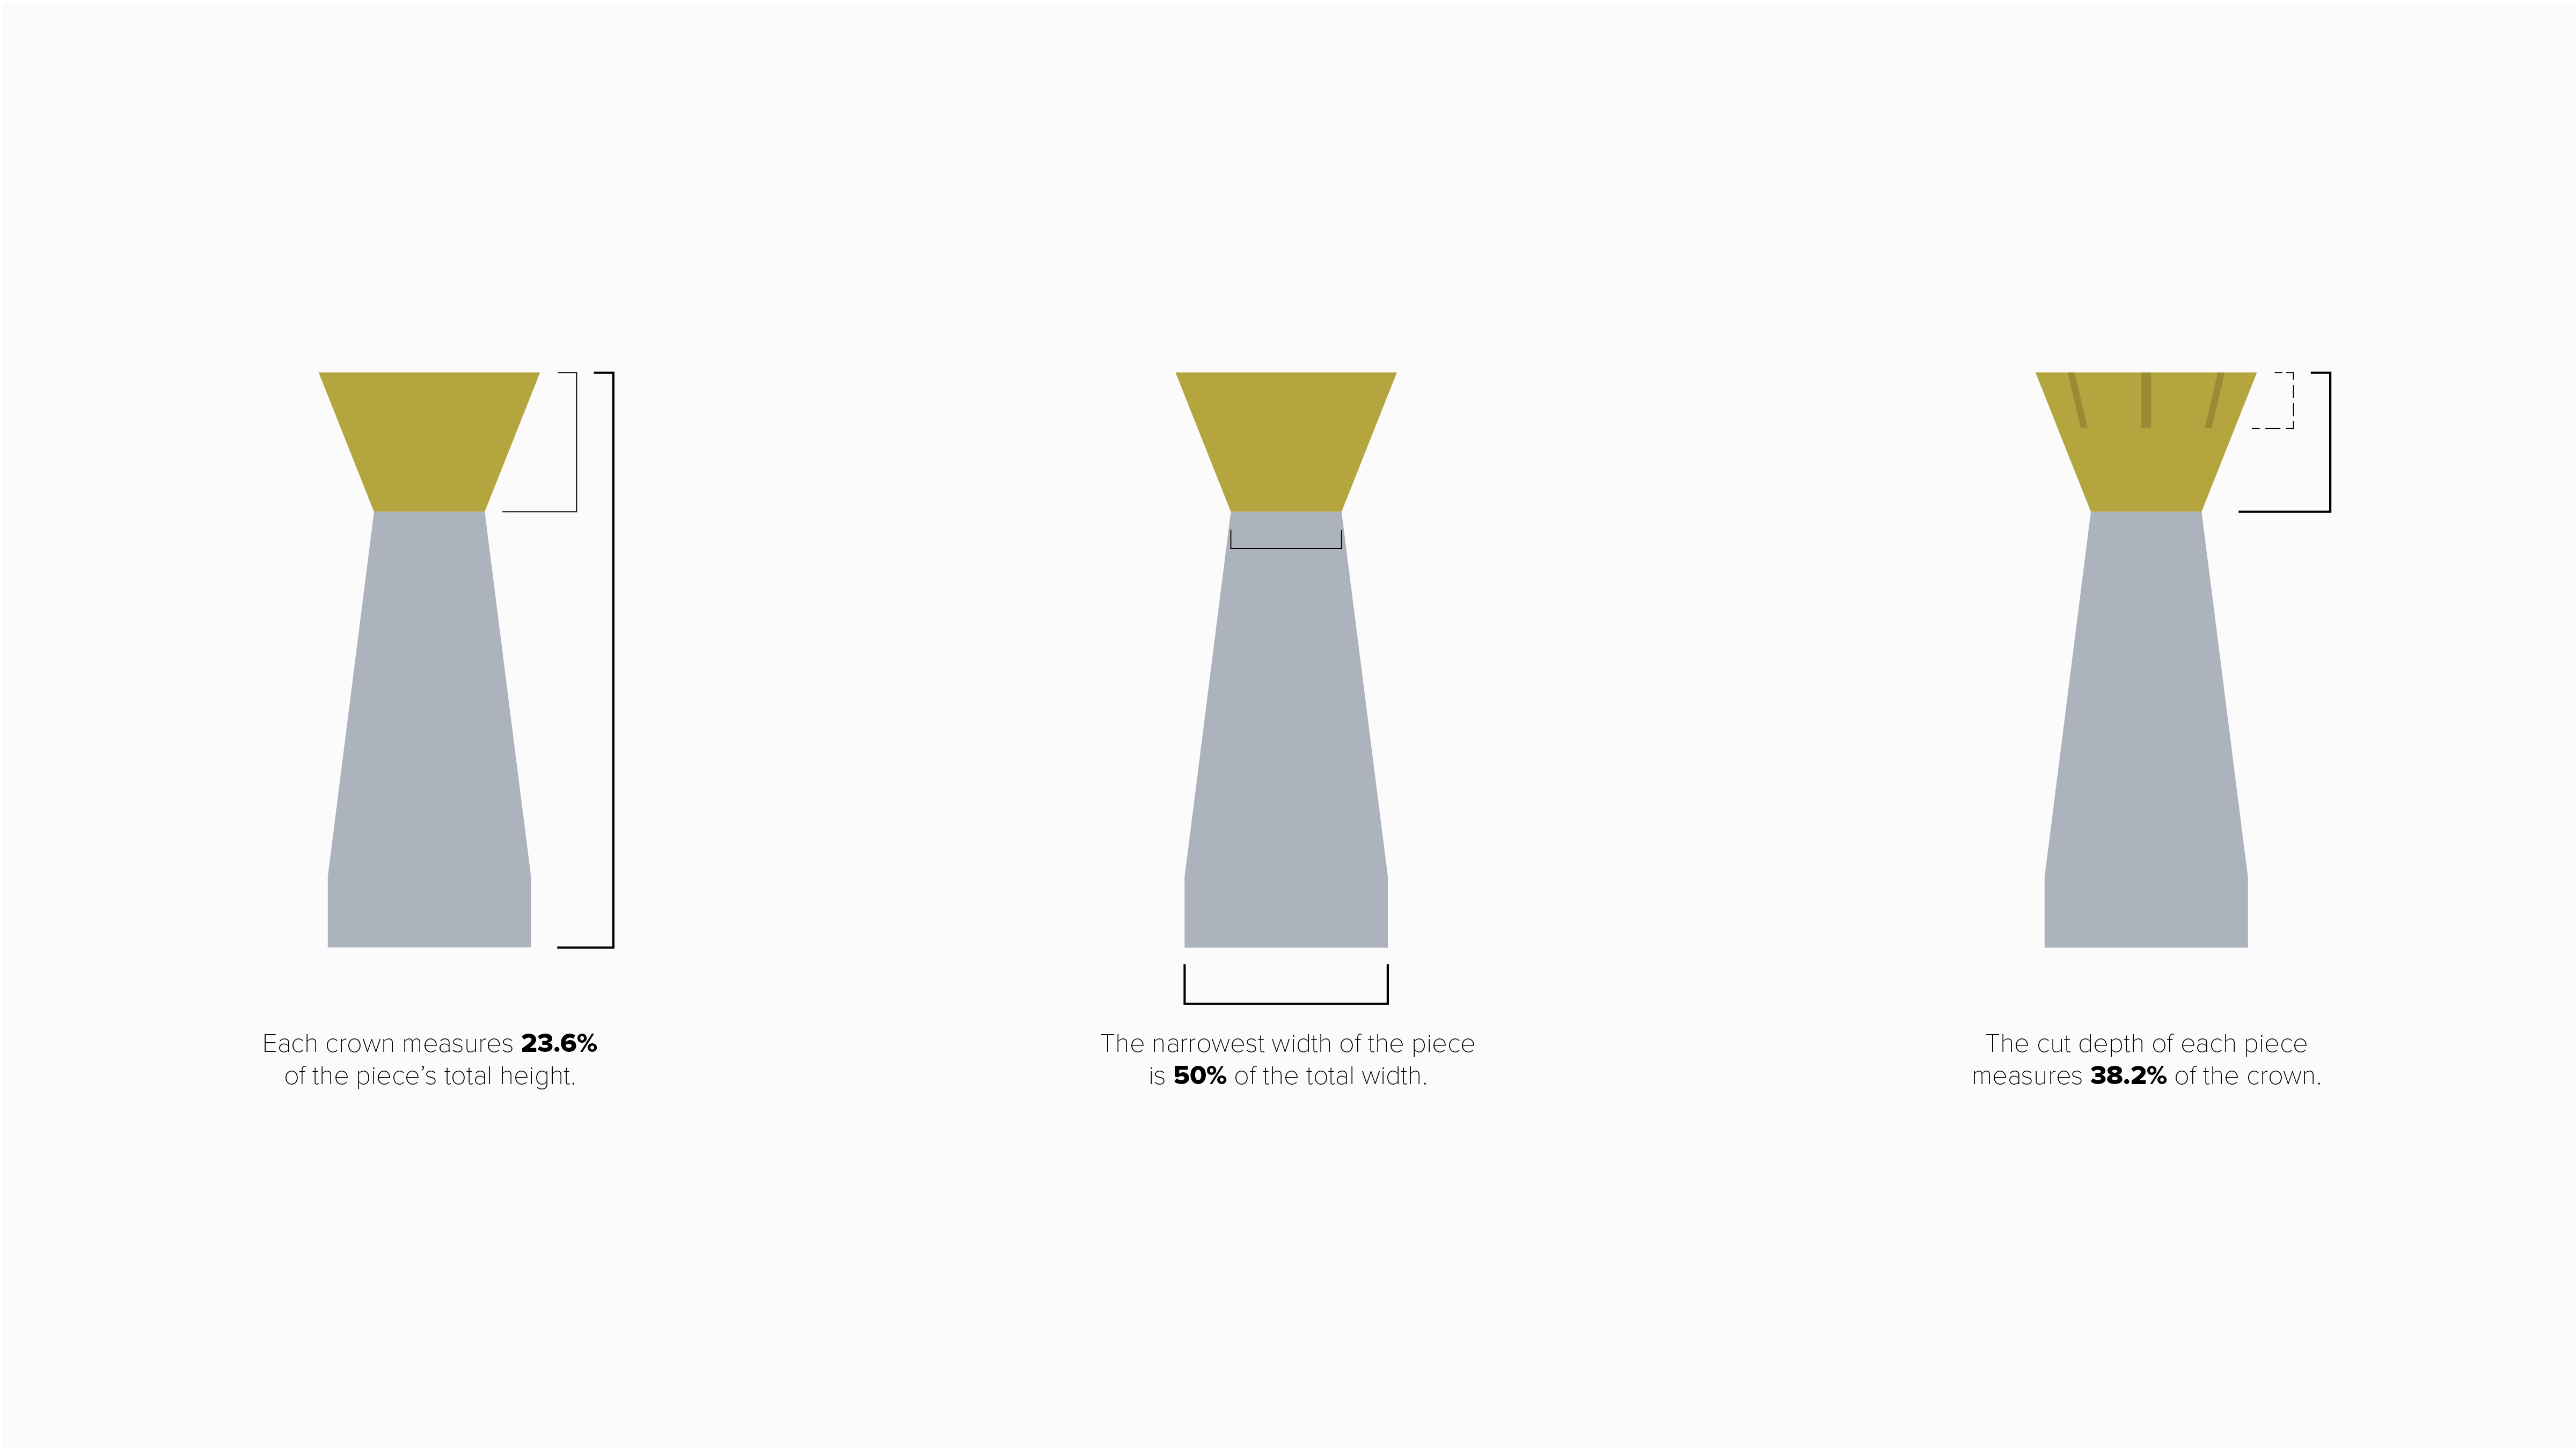 Each crown measures 23.6%
of the piece’s total height.
The narrowest width of the piece
is 50% of the total width.
The cut depth of each piece
measures 38.2% of the crown.